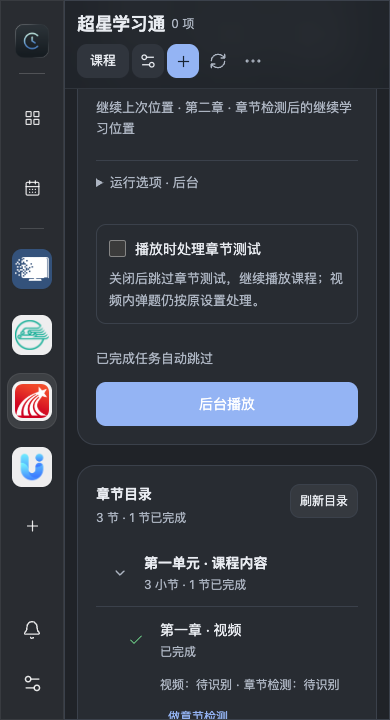 超星学习通 0 项
课程
继续上次位置 · 第二章 · 章节检测后的继续学
习位置
运行选项 · 后台
播放时处理章节测试
关闭后跳过章节测试，继续播放课程；视
频内弹题仍按原设置处理。
已完成任务自动跳过
后台播放
章节目录
刷新目录
3 节 · 1 节已完成
第一单元 · 课程内容
3 小节 · 1 节已完成
第一章 · 视频
已完成
视频：待识别 · 章节检测：待识别
做章节检测